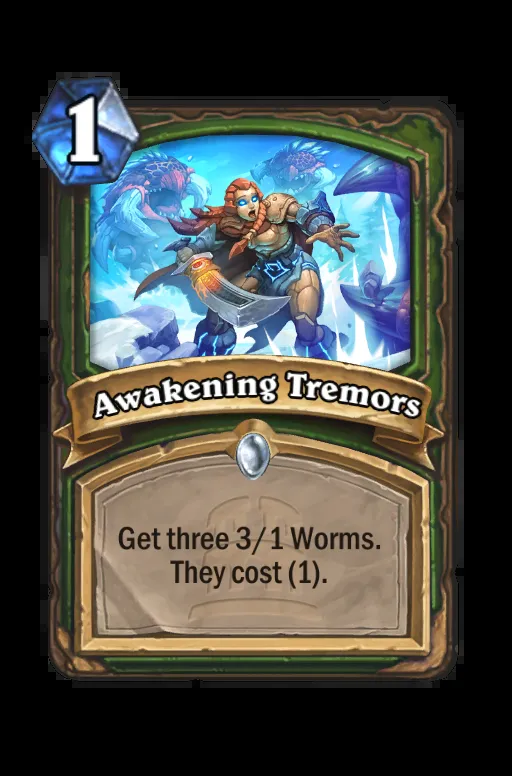 1
Awakening Tremors
Get three 3/1 Worms.
They cost (1).